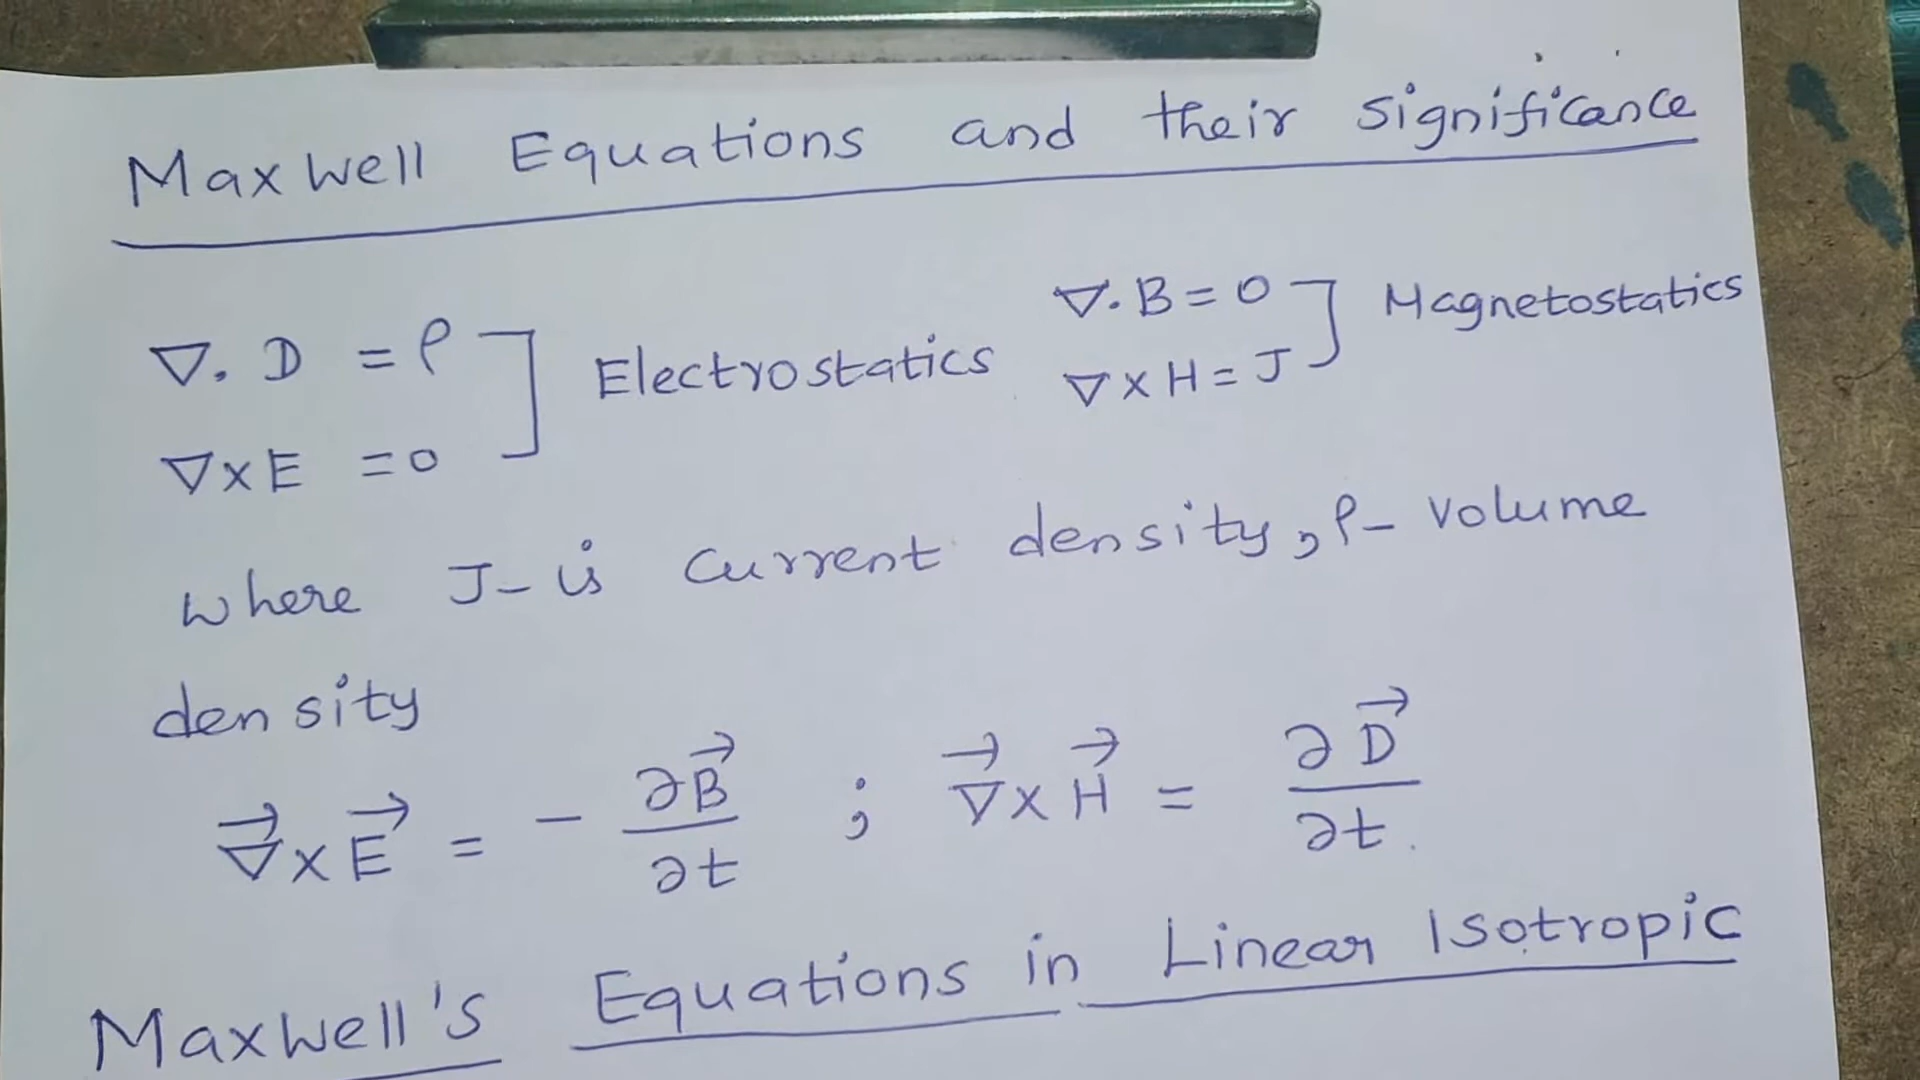 Maxwell Equations and their significance
∇. D = ρ ] Electrostatics
∇×E = 0
∇. B = 0 ] Magnetostatics
∇×H = J
where J- is current density, ρ- volume
density
∇⃗×E⃗ = - ∂B⃗/∂t ; ∇⃗×H⃗ = ∂D⃗/∂t.
Maxwell's Equations in Linear Isotropic